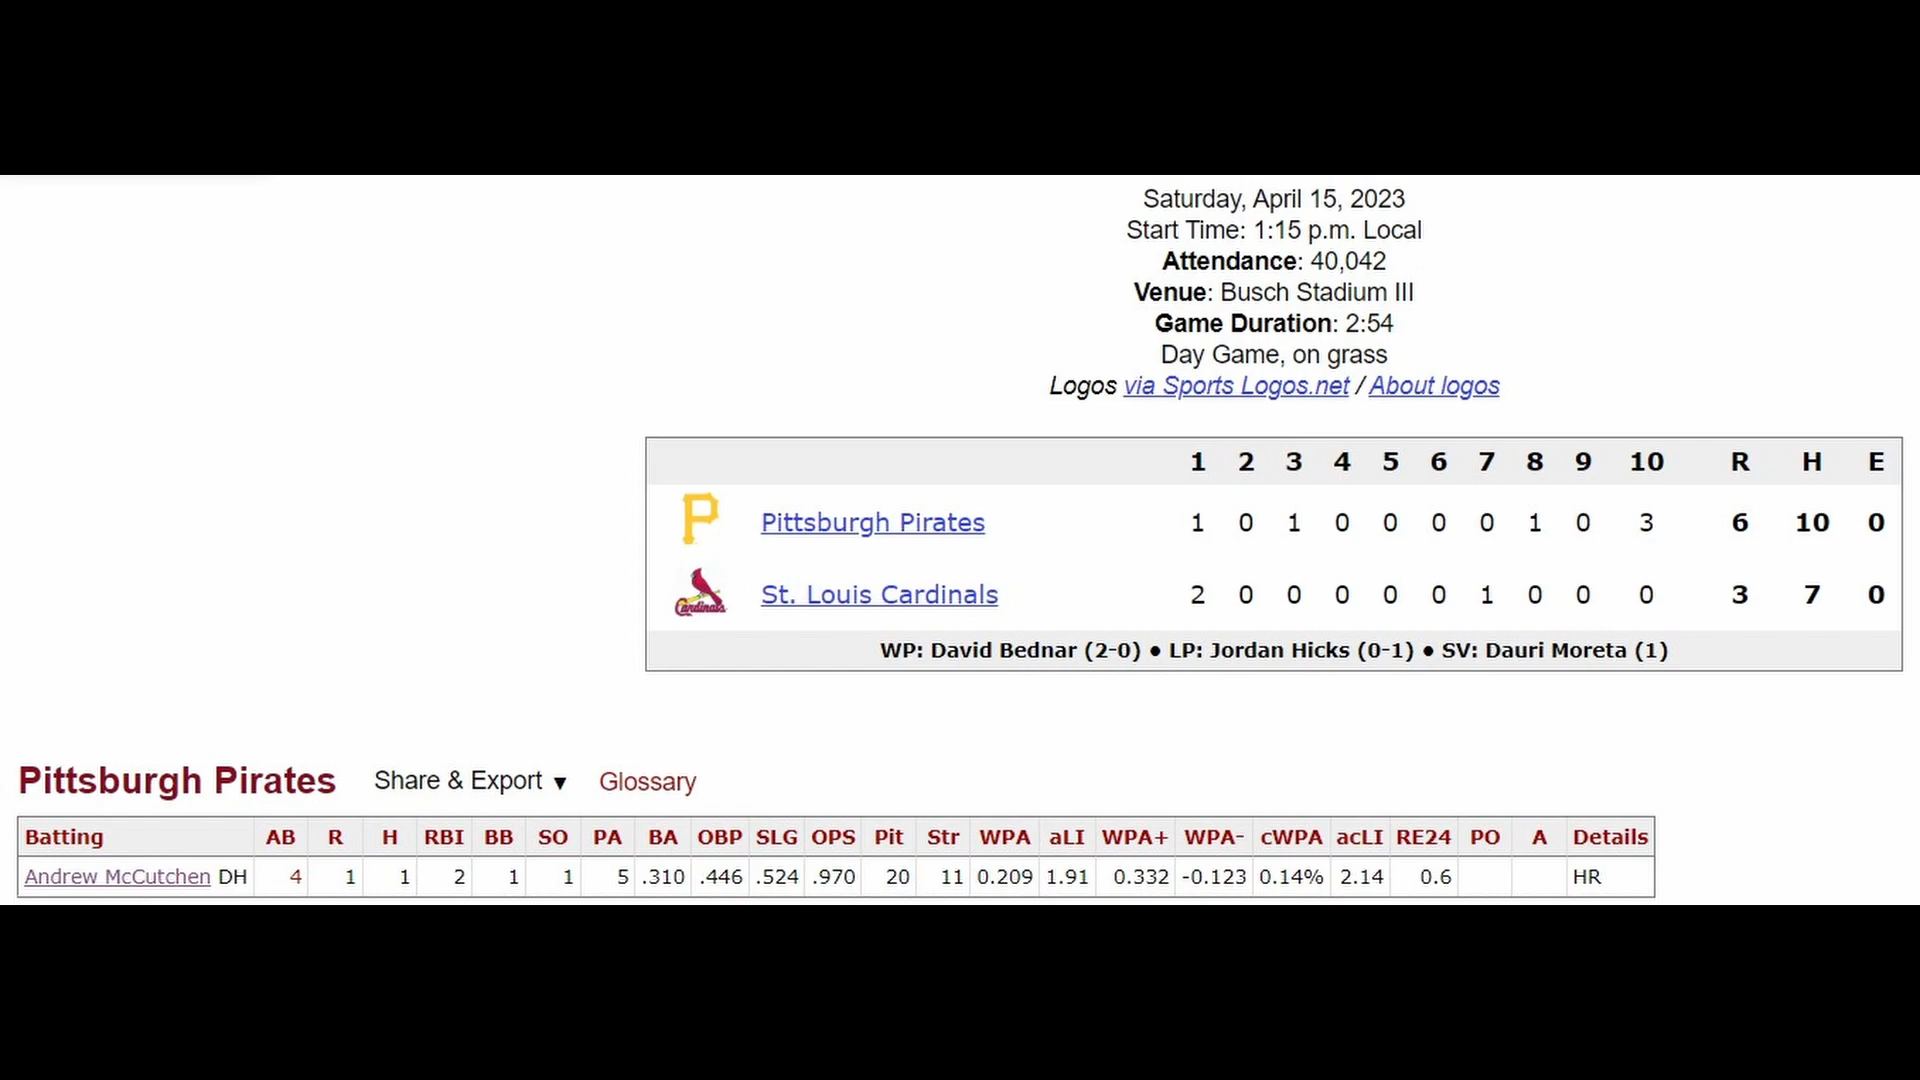 Saturday, April 15, 2023
Start Time: 1:15 p.m. Local
Attendance: 40,042
Venue: Busch Stadium III
Game Duration: 2:54
Day Game, on grass
Logos via Sports Logos.net / About logos
1 2 3 4 5 6 7 8 9 10 R H E
P Pittsburgh Pirates 1 0 1 0 0 0 0 1 0 3 6 10 0
Cardinals St. Louis Cardinals 2 0 0 0 0 0 1 0 0 0 3 7 0
WP: David Bednar (2-0) • LP: Jordan Hicks (0-1) • SV: Dauri Moreta (1)
Pittsburgh Pirates Share & Export ▼ Glossary
Batting AB R H RBI BB SO PA BA OBP SLG OPS Pit Str WPA aLI WPA+ WPA- cWPA acLI RE24 PO A Details
Andrew McCutchen DH 4 1 1 2 1 1 5 .310 .446 .524 .970 20 11 0.209 1.91 0.332 -0.123 0.14% 2.14 0.6 HR